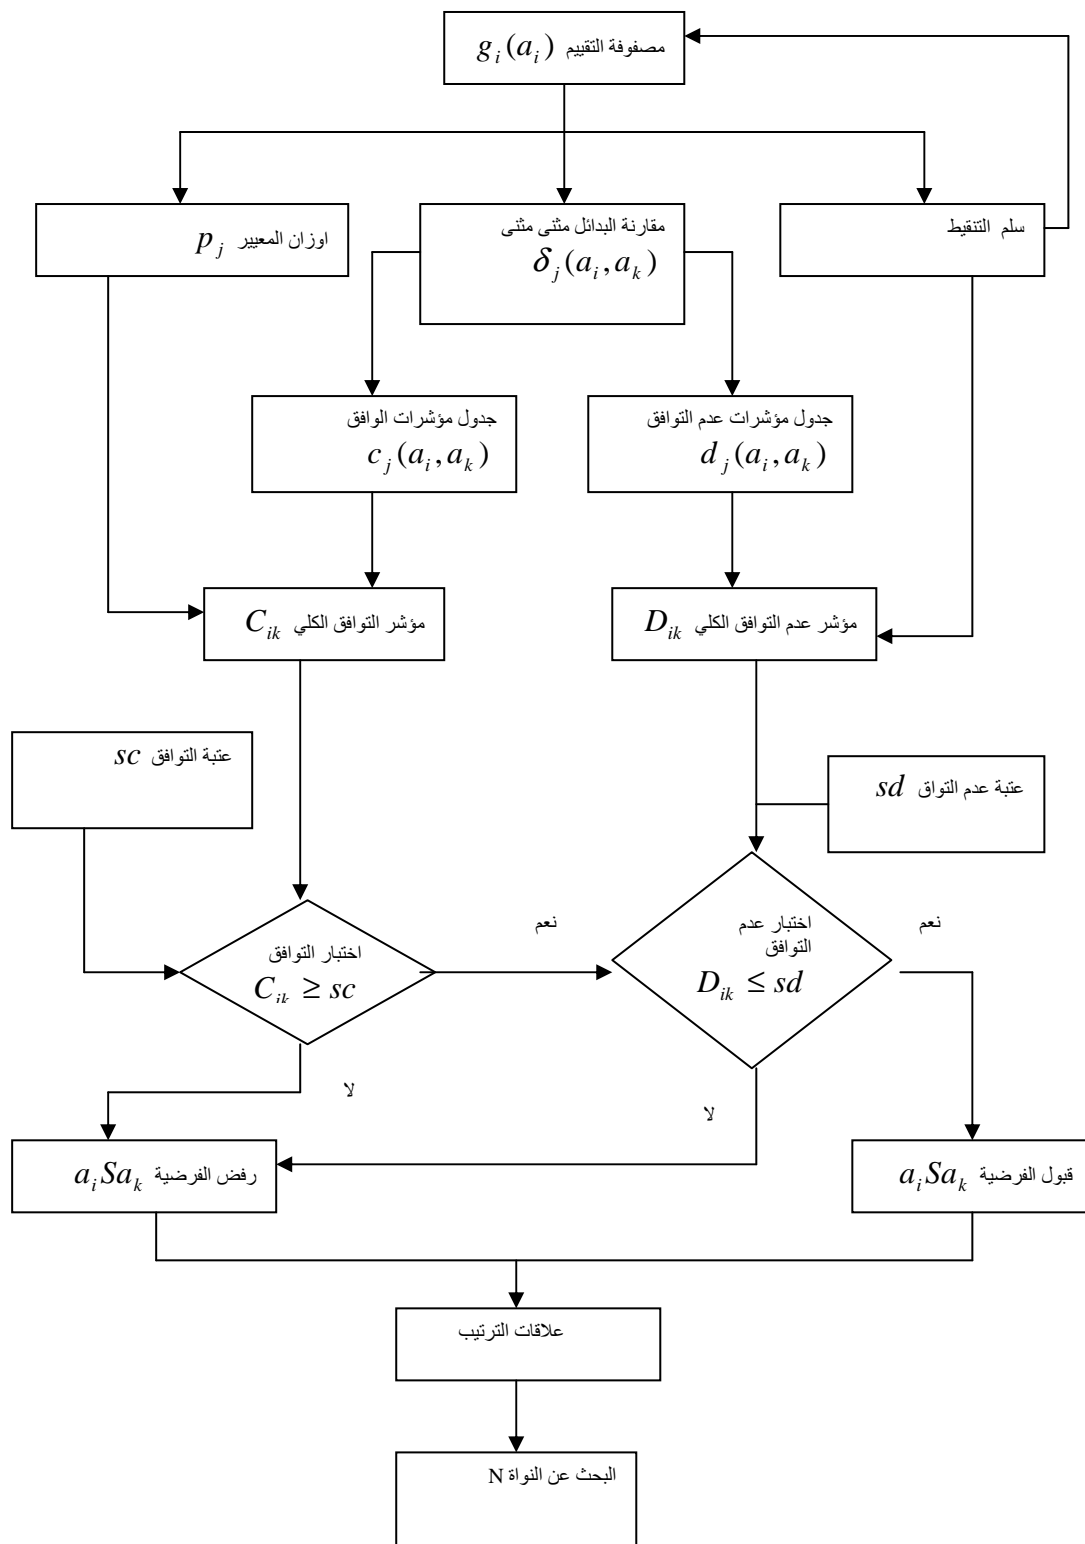 مصفوفة التقييم g_i(a_i)
اوزان المعيير p_j
مقارنة البدائل مثنى مثنى
δ_j(a_i, a_k)
سلم التنقيط
جدول مؤشرات الوافق
c_j(a_i, a_k)
جدول مؤشرات عدم التوافق
d_j(a_i, a_k)
مؤشر التوافق الكلي C_ik
مؤشر عدم التوافق الكلي D_ik
عتبة التوافق sc
عتبة عدم التواق sd
اختبار التوافق
C_ik ≥ sc
نعم
اختبار عدم
التوافق
D_ik ≤ sd
نعم
لا
لا
رفض الفرضية a_iSa_k
قبول الفرضية a_iSa_k
علاقات الترتيب
البحث عن النواة N